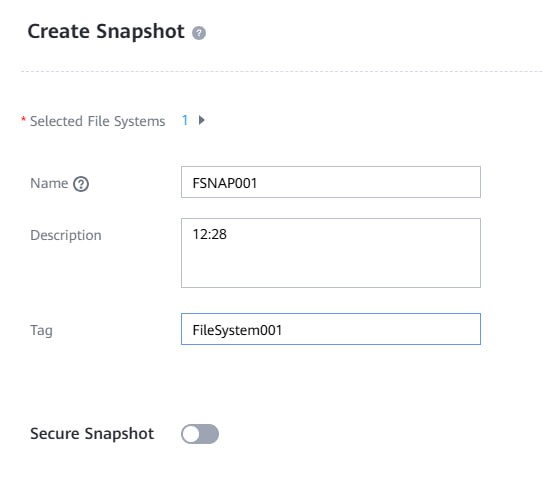 Create Snapshot ?
* Selected File Systems 1
Name ? FSNAP001
Description 12:28
Tag FileSystem001
Secure Snapshot